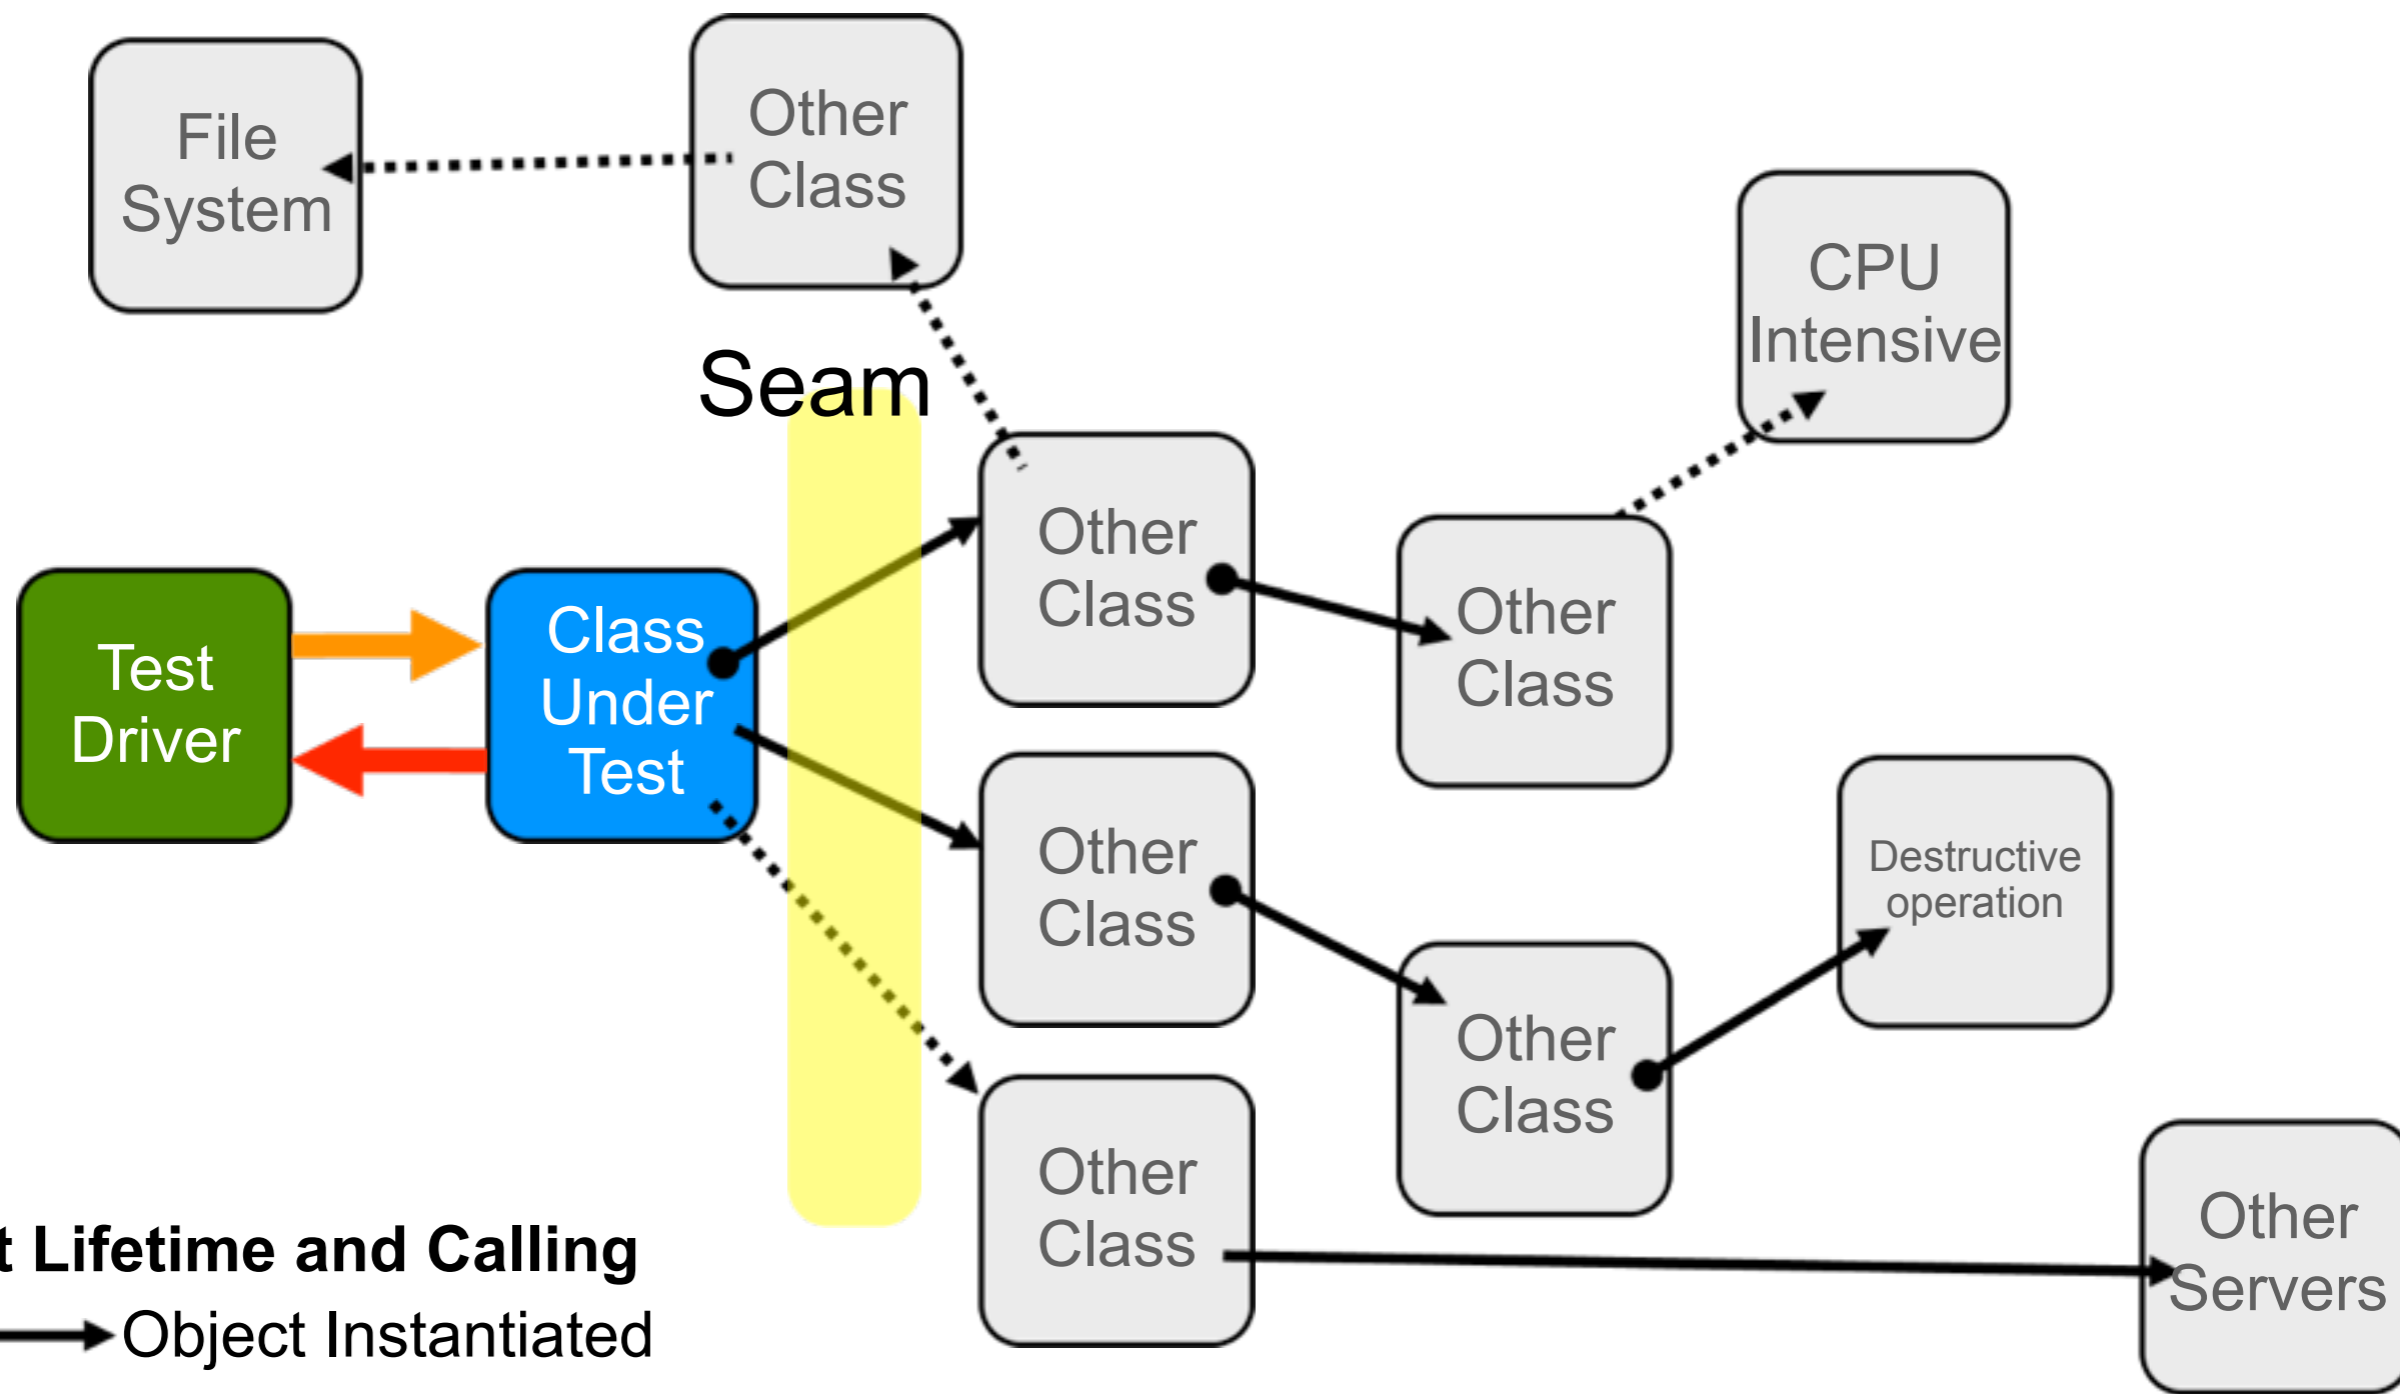 File
System
Other
Class
CPU
Intensive
Seam
Other
Class
Other
Class
Test
Driver
Class
Under
Test
Other
Class
Destructive
operation
Other
Class
Other
Class
Other
Servers
t Lifetime and Calling
Object Instantiated